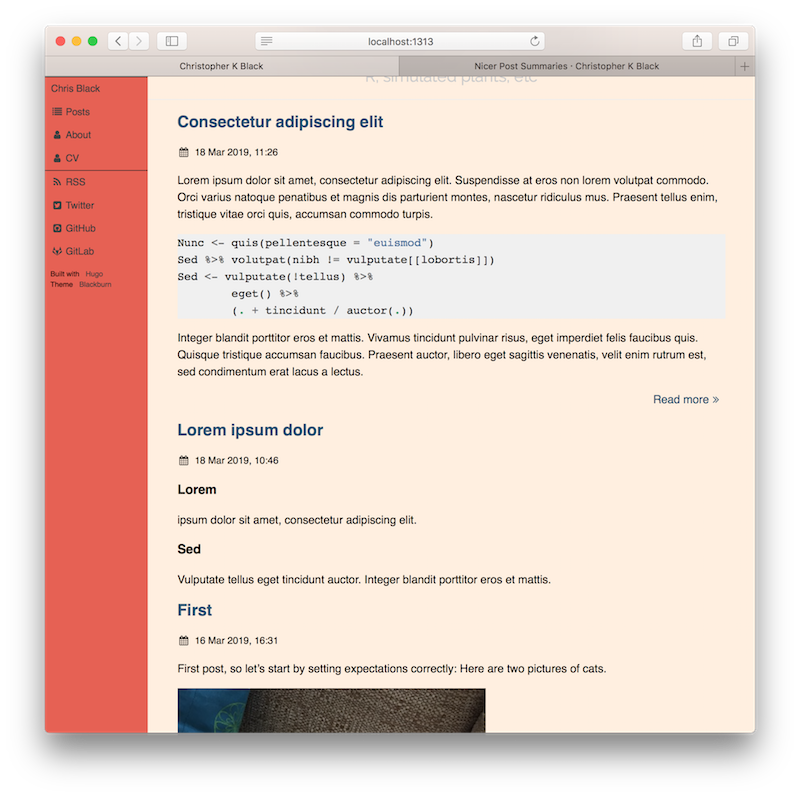 localhost:1313
Christopher K Black
Nicer Post Summaries · Christopher K Black
Chris Black
Posts
About
CV
RSS
Twitter
GitHub
GitLab
Built with Hugo
Theme Blackburn
R, simulated plants, etc
Consectetur adipiscing elit
18 Mar 2019, 11:26
Lorem ipsum dolor sit amet, consectetur adipiscing elit. Suspendisse at eros non lorem volutpat commodo.
Orci varius natoque penatibus et magnis dis parturient montes, nascetur ridiculus mus. Praesent tellus enim,
tristique vitae orci quis, accumsan commodo turpis.
Nunc <- quis(pellentesque = "euismod")
Sed %>% volutpat(nibh != vulputate[[lobortis]])
Sed <- vulputate(!tellus) %>%
        eget() %>%
        (. + tincidunt / auctor(.))
Integer blandit porttitor eros et mattis. Vivamus tincidunt pulvinar risus, eget imperdiet felis faucibus quis.
Quisque tristique accumsan faucibus. Praesent auctor, libero eget sagittis venenatis, velit enim rutrum est,
sed condimentum erat lacus a lectus.
Read more »
Lorem ipsum dolor
18 Mar 2019, 10:46
Lorem
ipsum dolor sit amet, consectetur adipiscing elit.
Sed
Vulputate tellus eget tincidunt auctor. Integer blandit porttitor eros et mattis.
First
16 Mar 2019, 16:31
First post, so let’s start by setting expectations correctly: Here are two pictures of cats.